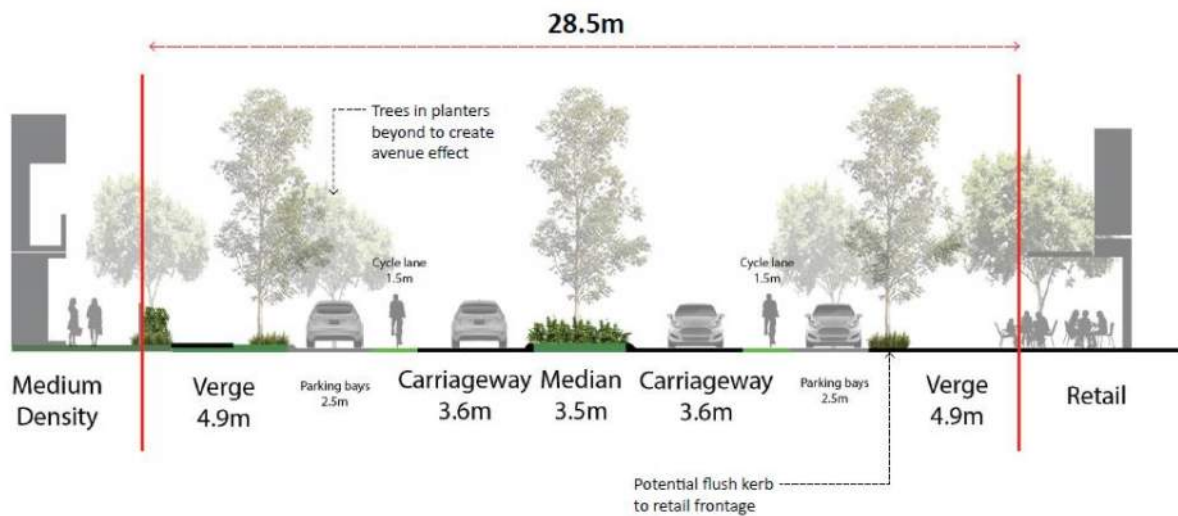 28.5m
Trees in planters
beyond to create
avenue effect
Cycle lane
1.5m
Cycle lane
1.5m
Medium
Density
Verge
4.9m
Parking bays
2.5m
Carriageway
3.6m
Median
3.5m
Carriageway
3.6m
Parking bays
2.5m
Verge
4.9m
Retail
Potential flush kerb
to retail frontage